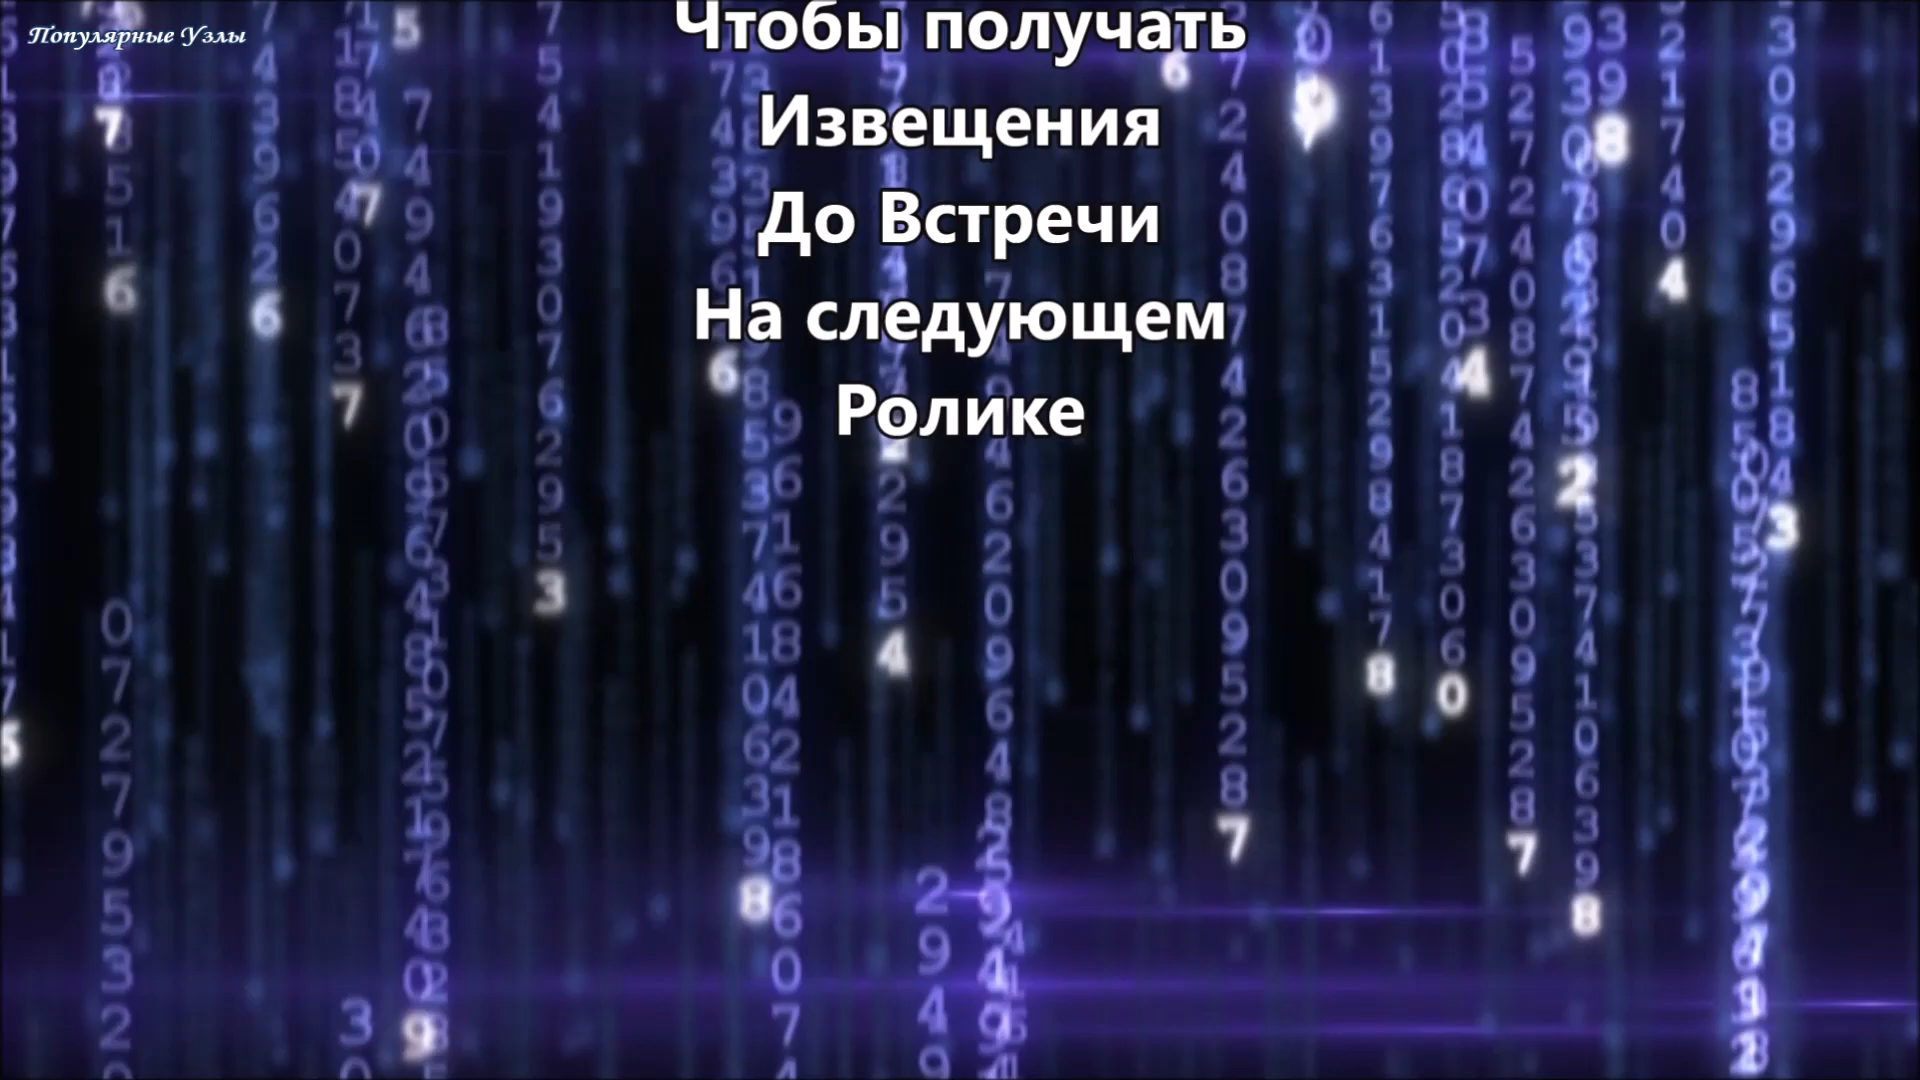 Популярные Узлы
Чтобы получать
Извещения
До Встречи
На следующем
Ролике